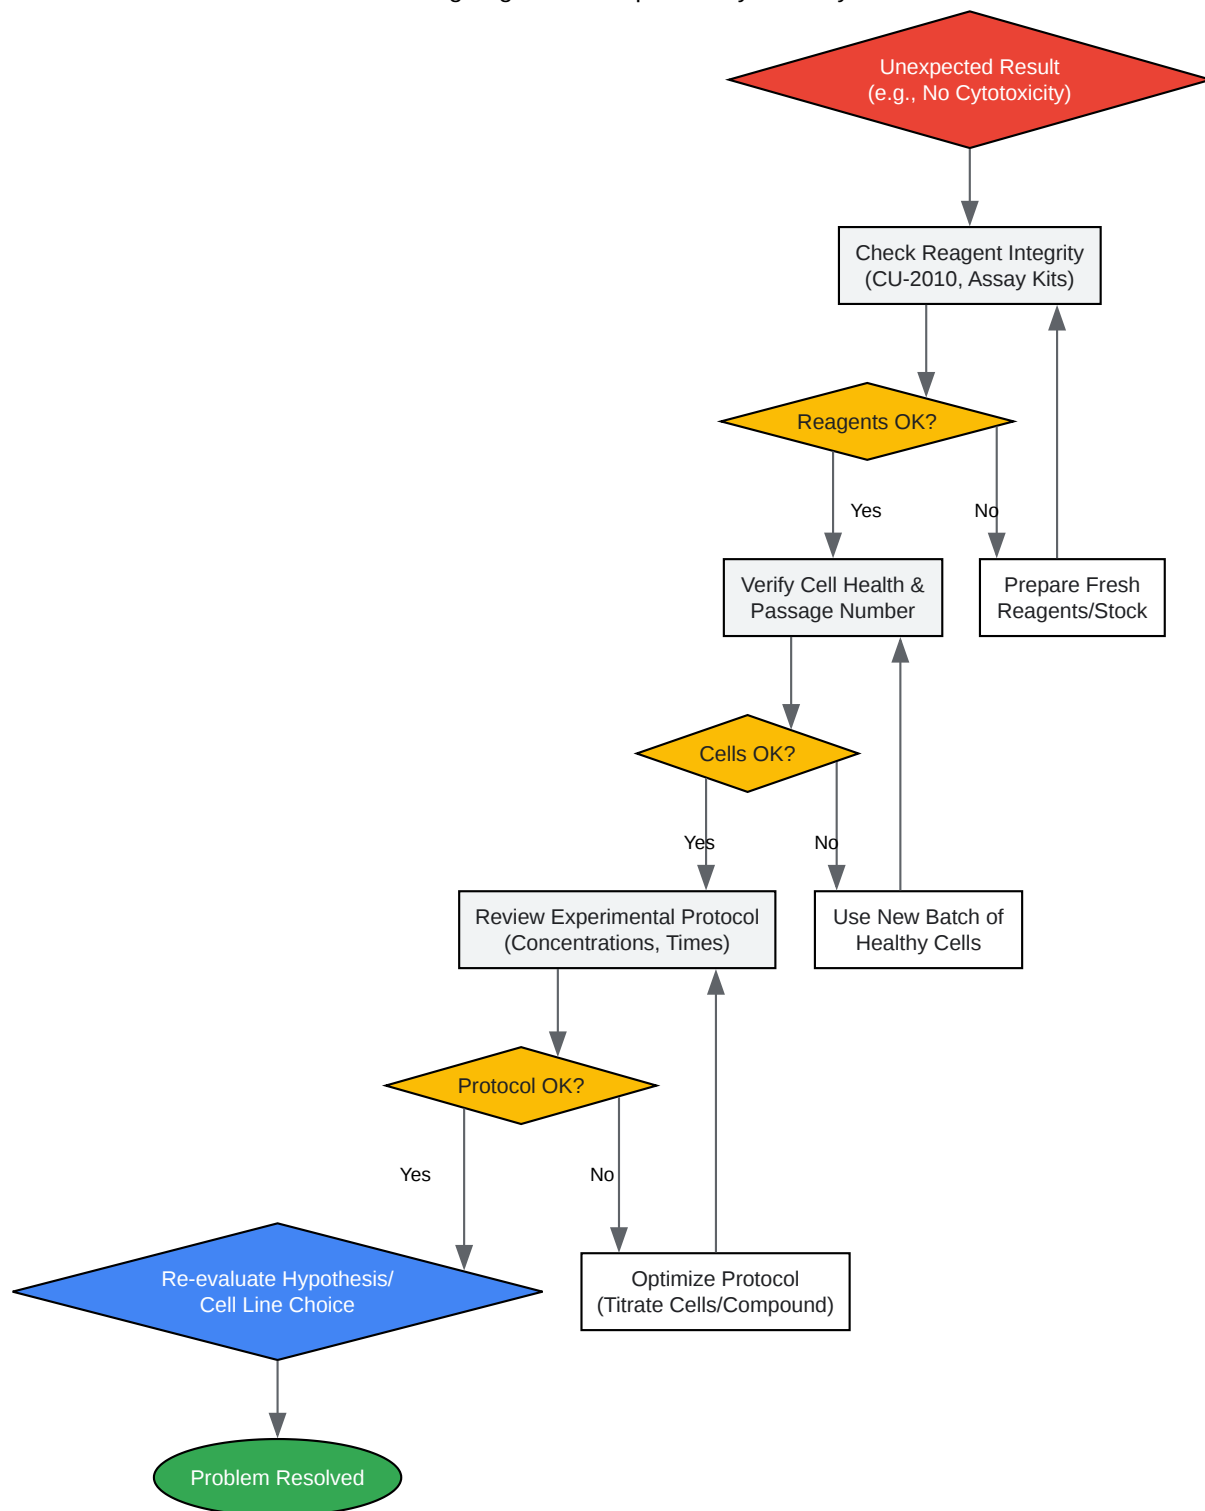 Unexpected Result
(e.g., No Cytotoxicity)
Check Reagent Integrity
(CU-2010, Assay Kits)
Reagents OK?
Yes
No
Verify Cell Health &
Passage Number
Prepare Fresh
Reagents/Stock
Cells OK?
Yes
No
Review Experimental Protocol
(Concentrations, Times)
Use New Batch of
Healthy Cells
Protocol OK?
Yes
No
Re-evaluate Hypothesis/
Cell Line Choice
Optimize Protocol
(Titrate Cells/Compound)
Problem Resolved